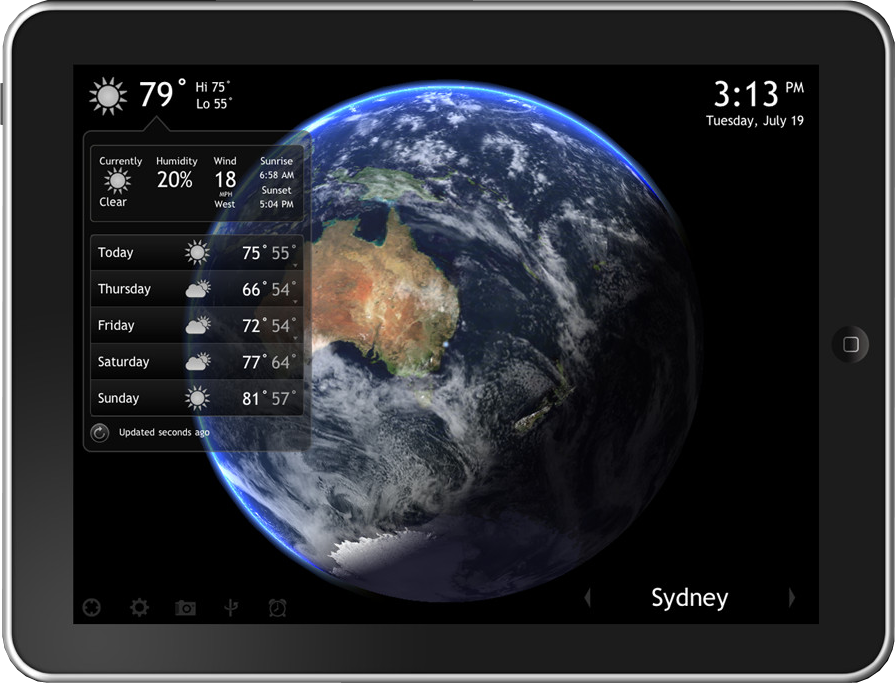 79° Hi 75°
Lo 55°
3:13 PM
Tuesday, July 19
Currently Humidity Wind Sunrise
20% 18 6:58 AM
MPH Sunset
Clear West 5:04 PM
Today 75° 55°
Thursday 66° 54°
Friday 72° 54°
Saturday 77° 64°
Sunday 81° 57°
Updated seconds ago
Sydney